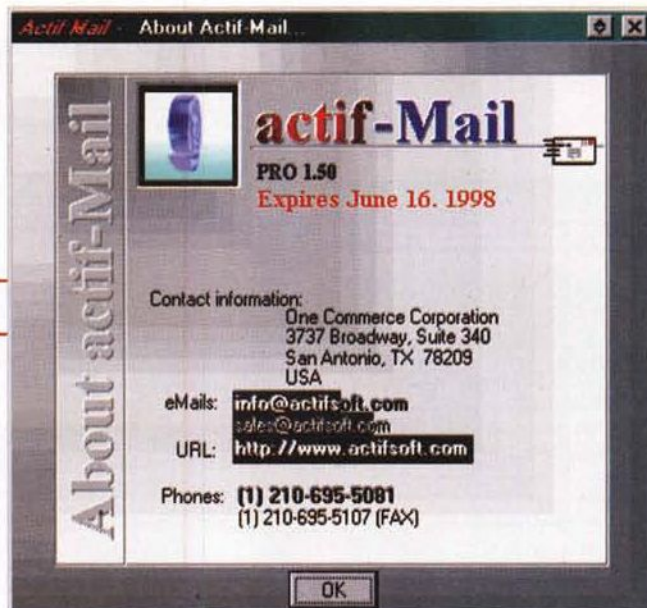 Actif Mail - About Actif-Mail...
About actif-Mail
actif-Mail
PRO 1.50
Expires June 16. 1998
Contact information:
One Commerce Corporation
3737 Broadway, Suite 340
San Antonio, TX 78209
USA
eMails: info@actifsoft.com
sales@actifsoft.com
URL: http://www.actifsoft.com
Phones: (1) 210-695-5081
(1) 210-695-5107 (FAX)
OK